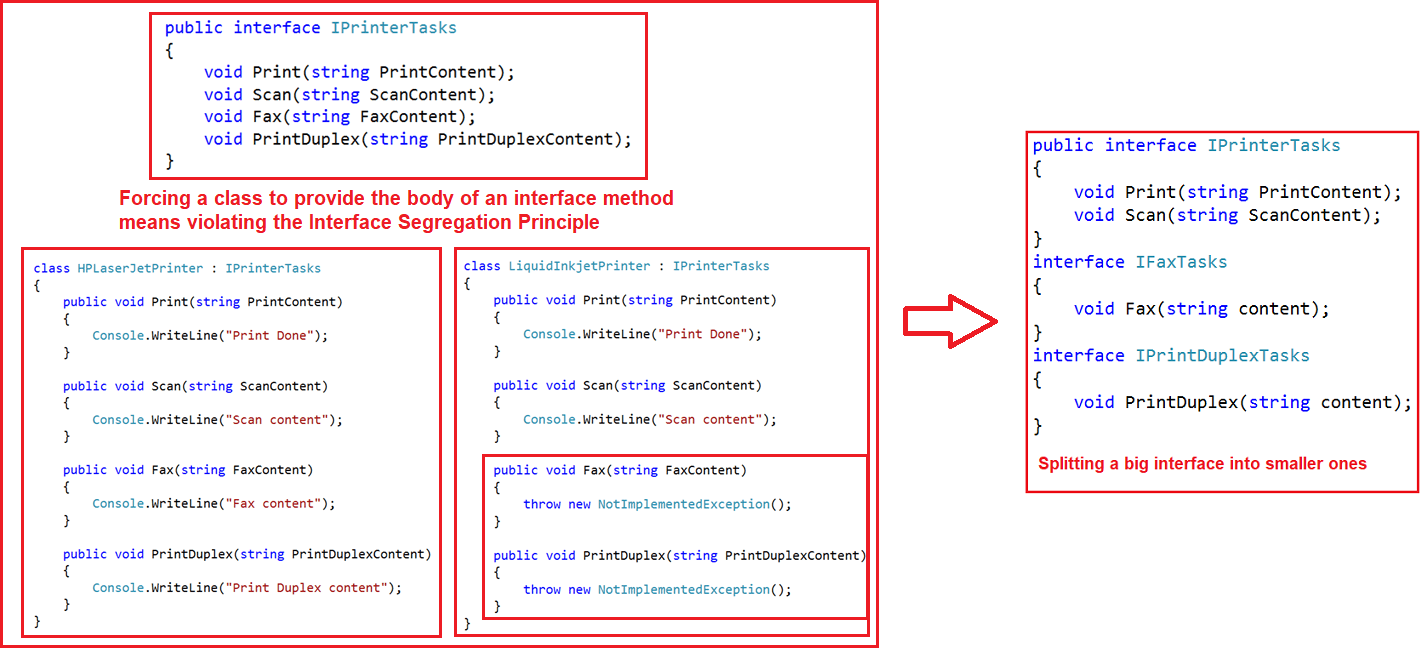 public interface IPrinterTasks
{
void Print(string PrintContent);
void Scan(string ScanContent);
void Fax(string FaxContent);
void PrintDuplex(string PrintDuplexContent);
}
Forcing a class to provide the body of an interface method
means violating the Interface Segregation Principle
class HPLaserJetPrinter : IPrinterTasks
{
public void Print(string PrintContent)
{
Console.WriteLine("Print Done");
}
public void Scan(string ScanContent)
{
Console.WriteLine("Scan content");
}
public void Fax(string FaxContent)
{
Console.WriteLine("Fax content");
}
public void PrintDuplex(string PrintDuplexContent)
{
Console.WriteLine("Print Duplex content");
}
}
class LiquidInkjetPrinter : IPrinterTasks
{
public void Print(string PrintContent)
{
Console.WriteLine("Print Done");
}
public void Scan(string ScanContent)
{
Console.WriteLine("Scan content");
}
public void Fax(string FaxContent)
{
throw new NotImplementedException();
}
public void PrintDuplex(string PrintDuplexContent)
{
throw new NotImplementedException();
}
}
public interface IPrinterTasks
{
void Print(string PrintContent);
void Scan(string ScanContent);
}
interface IFaxTasks
{
void Fax(string content);
}
interface IPrintDuplexTasks
{
void PrintDuplex(string content);
}
Splitting a big interface into smaller ones